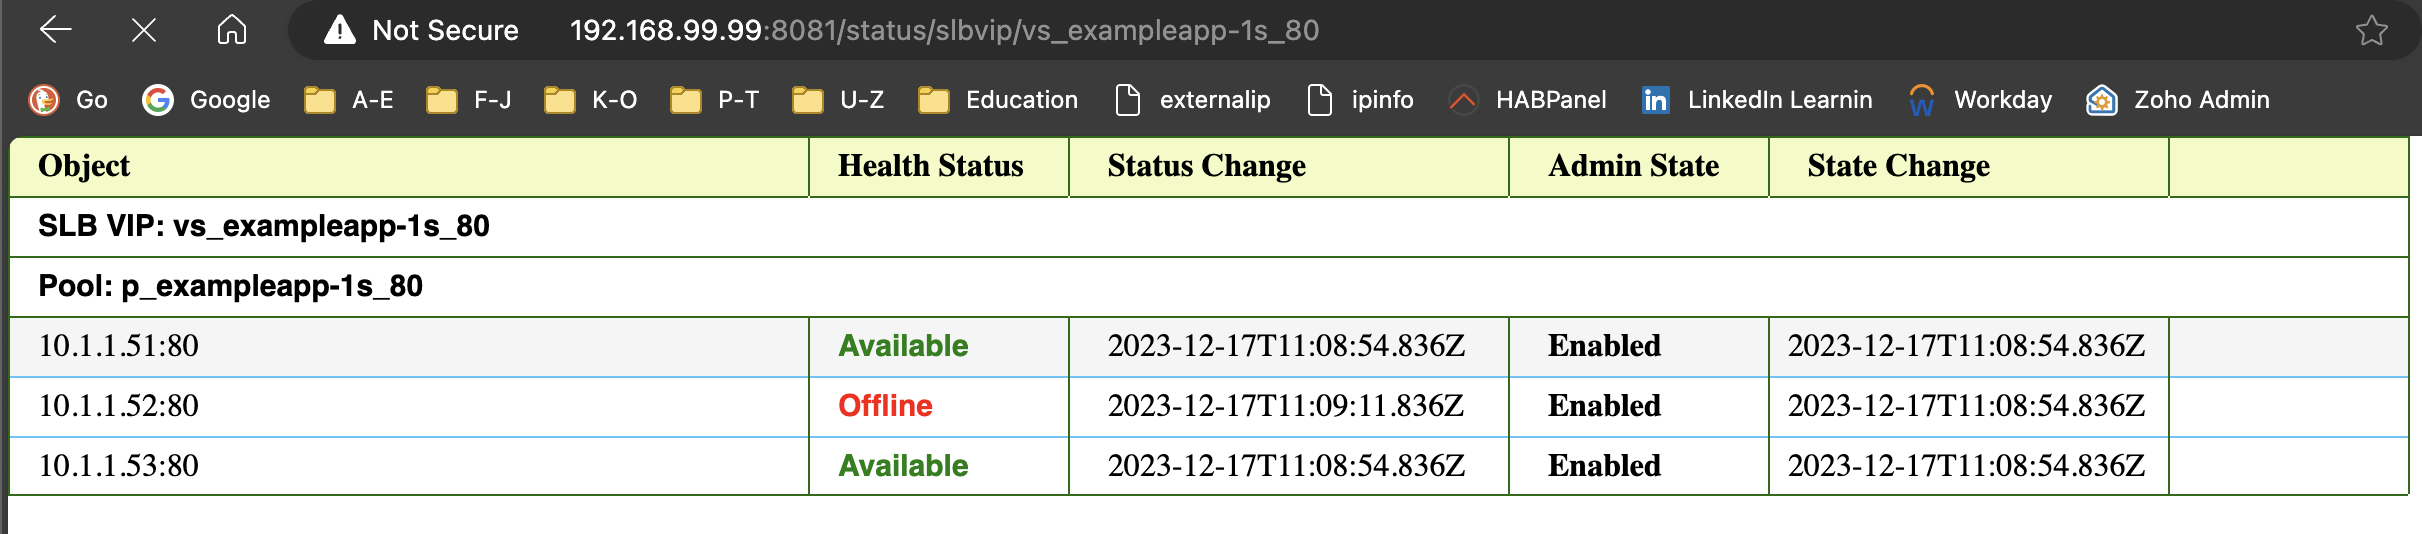 Not Secure 192.168.99.99:8081/status/slbvip/vs_exampleapp-1s_80
Go Google A-E F-J K-O P-T U-Z Education externalip ipinfo HABPanel LinkedIn Learnin Workday Zoho Admin
Object Health Status Status Change Admin State State Change
SLB VIP: vs_exampleapp-1s_80
Pool: p_exampleapp-1s_80
10.1.1.51:80 Available 2023-12-17T11:08:54.836Z Enabled 2023-12-17T11:08:54.836Z
10.1.1.52:80 Offline 2023-12-17T11:09:11.836Z Enabled 2023-12-17T11:08:54.836Z
10.1.1.53:80 Available 2023-12-17T11:08:54.836Z Enabled 2023-12-17T11:08:54.836Z